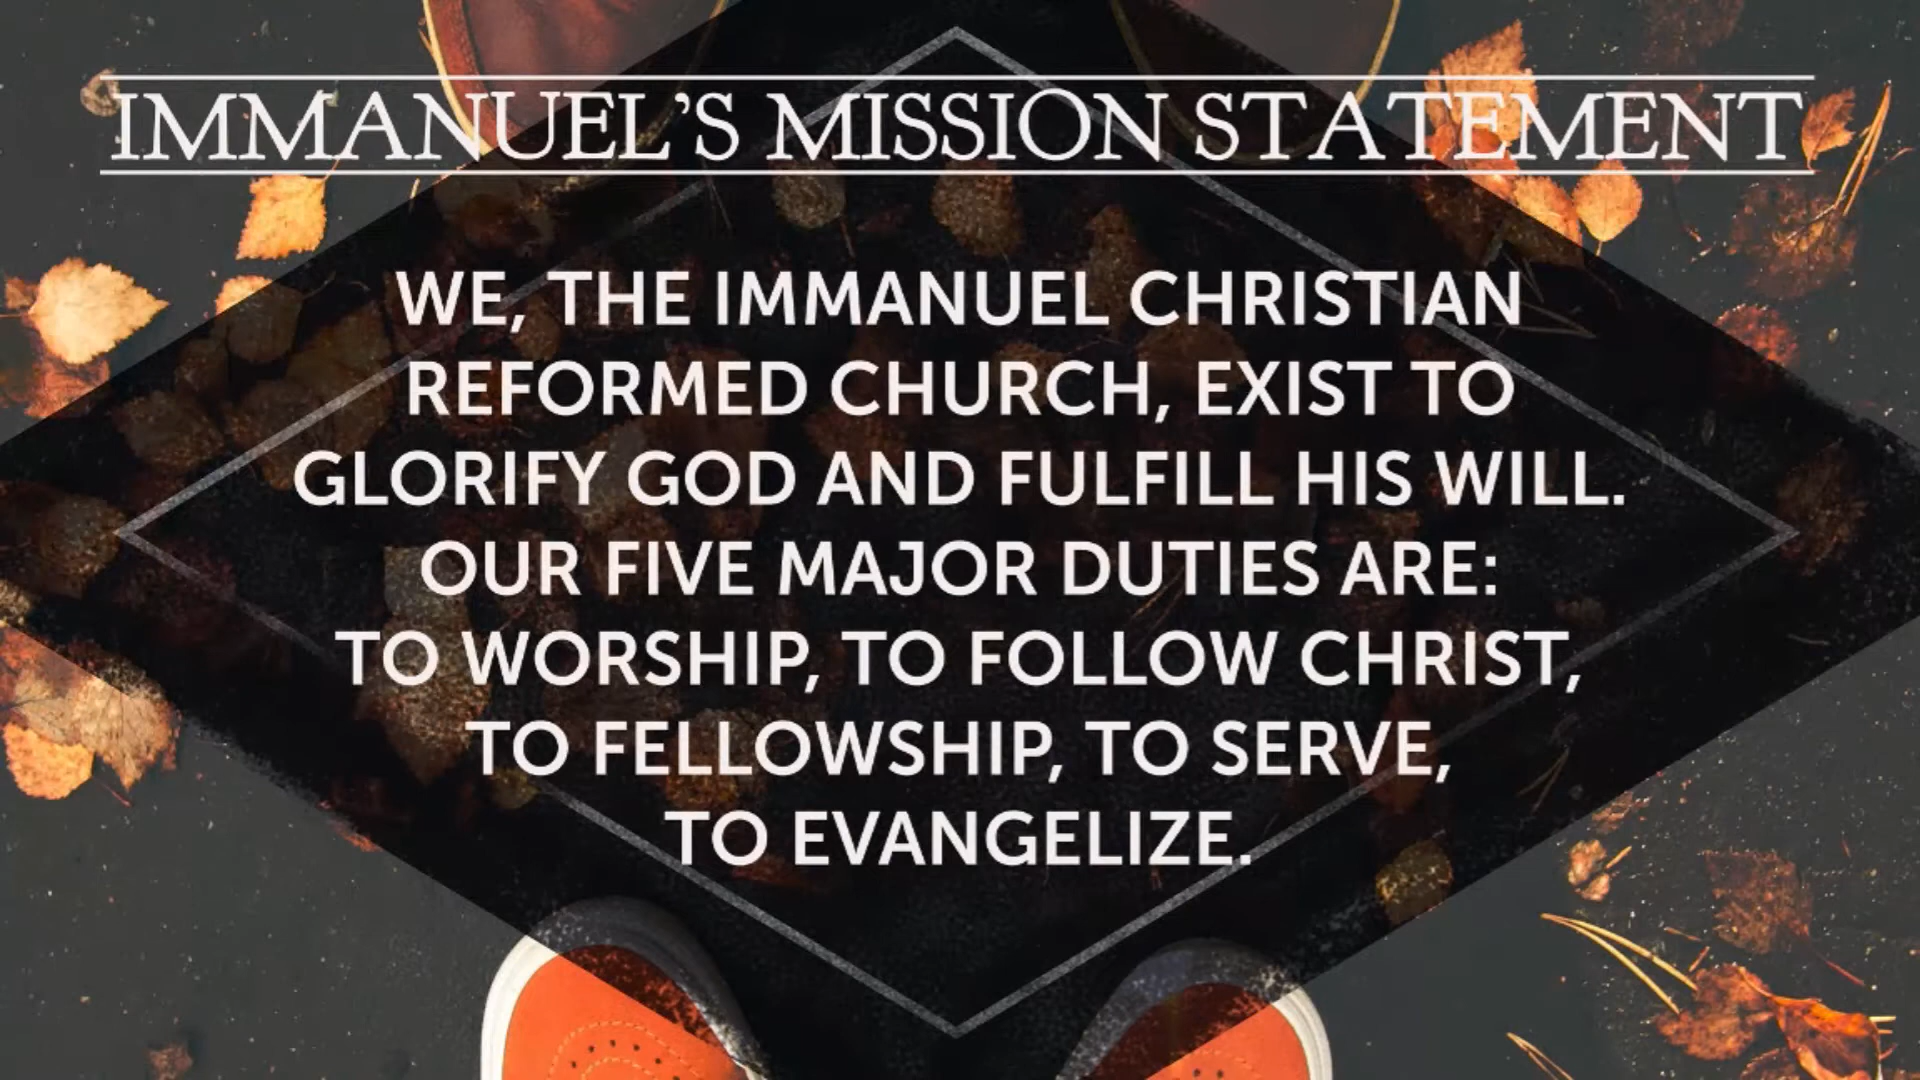 IMMANUEL'S MISSION STATEMENT
WE, THE IMMANUEL CHRISTIAN
REFORMED CHURCH, EXIST TO
GLORIFY GOD AND FULFILL HIS WILL.
OUR FIVE MAJOR DUTIES ARE:
TO WORSHIP, TO FOLLOW CHRIST,
TO FELLOWSHIP, TO SERVE,
TO EVANGELIZE.